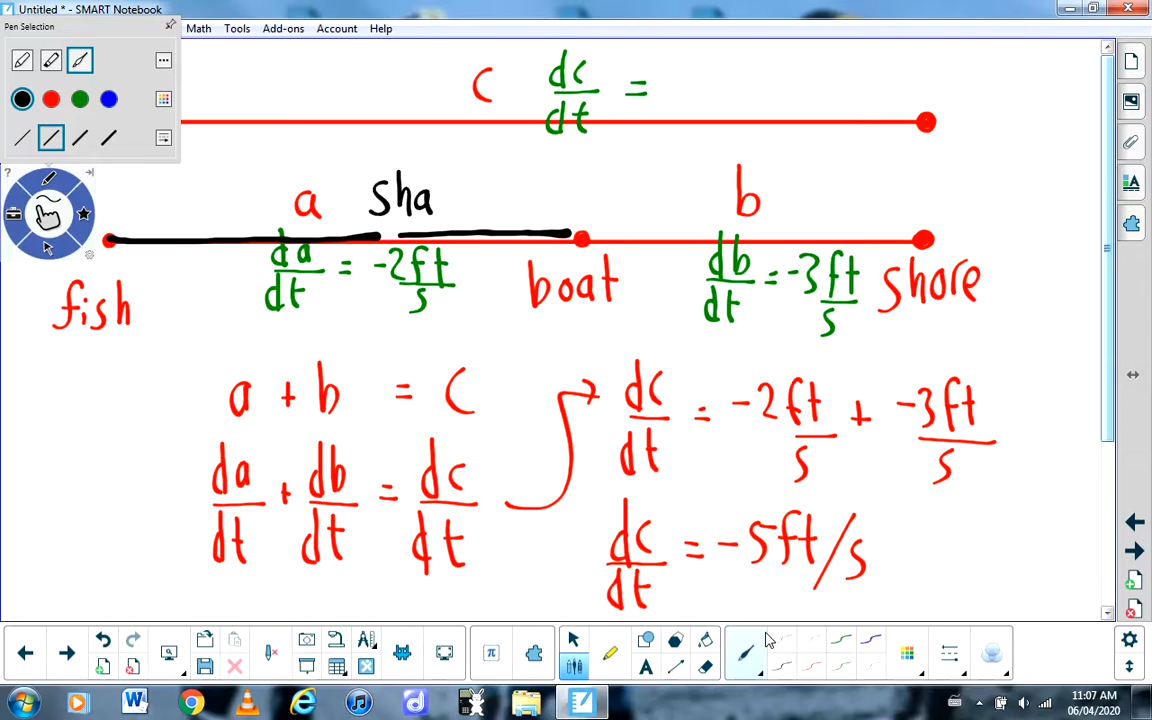 Untitled * - SMART Notebook
Pen Selection
Math Tools Add-ons Account Help
c dc/dt =
a sha b
da/dt = -2ft/s
db/dt = -3ft/s
fish boat shore
a + b = c
da/dt + db/dt = dc/dt
dc/dt = -2ft/s + -3ft/s
dc/dt = -5ft/s
11:07 AM
06/04/2020